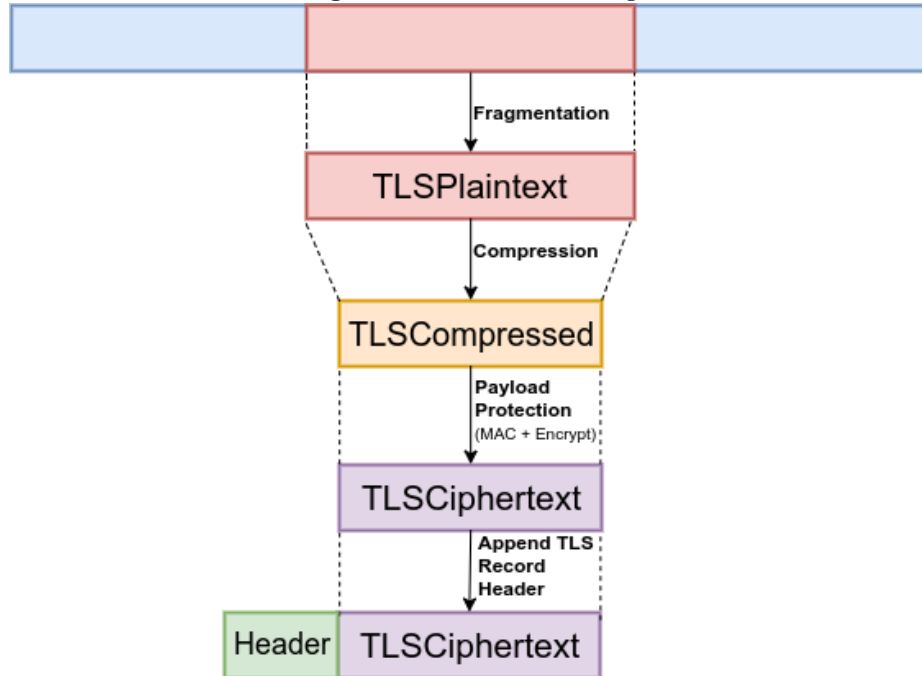 Fragmentation
TLSPlaintext
Compression
TLSCompressed
Payload
Protection
(MAC + Encrypt)
TLSCiphertext
Append TLS
Record
Header
Header TLSCiphertext